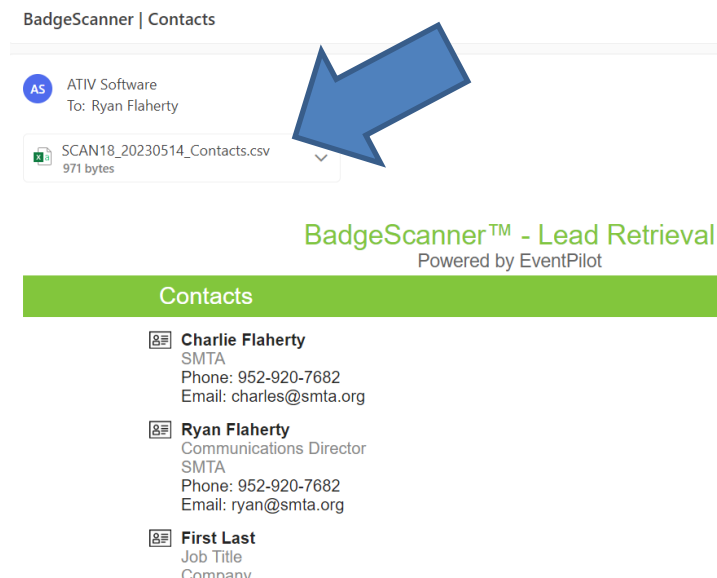 BadgeScanner | Contacts
AS
ATIV Software
To: Ryan Flaherty
SCAN18_20230514_Contacts.csv
971 bytes
BadgeScanner™ - Lead Retrieval
Powered by EventPilot
Contacts
Charlie Flaherty
SMTA
Phone: 952-920-7682
Email: charles@smta.org
Ryan Flaherty
Communications Director
SMTA
Phone: 952-920-7682
Email: ryan@smta.org
First Last
Job Title
Company